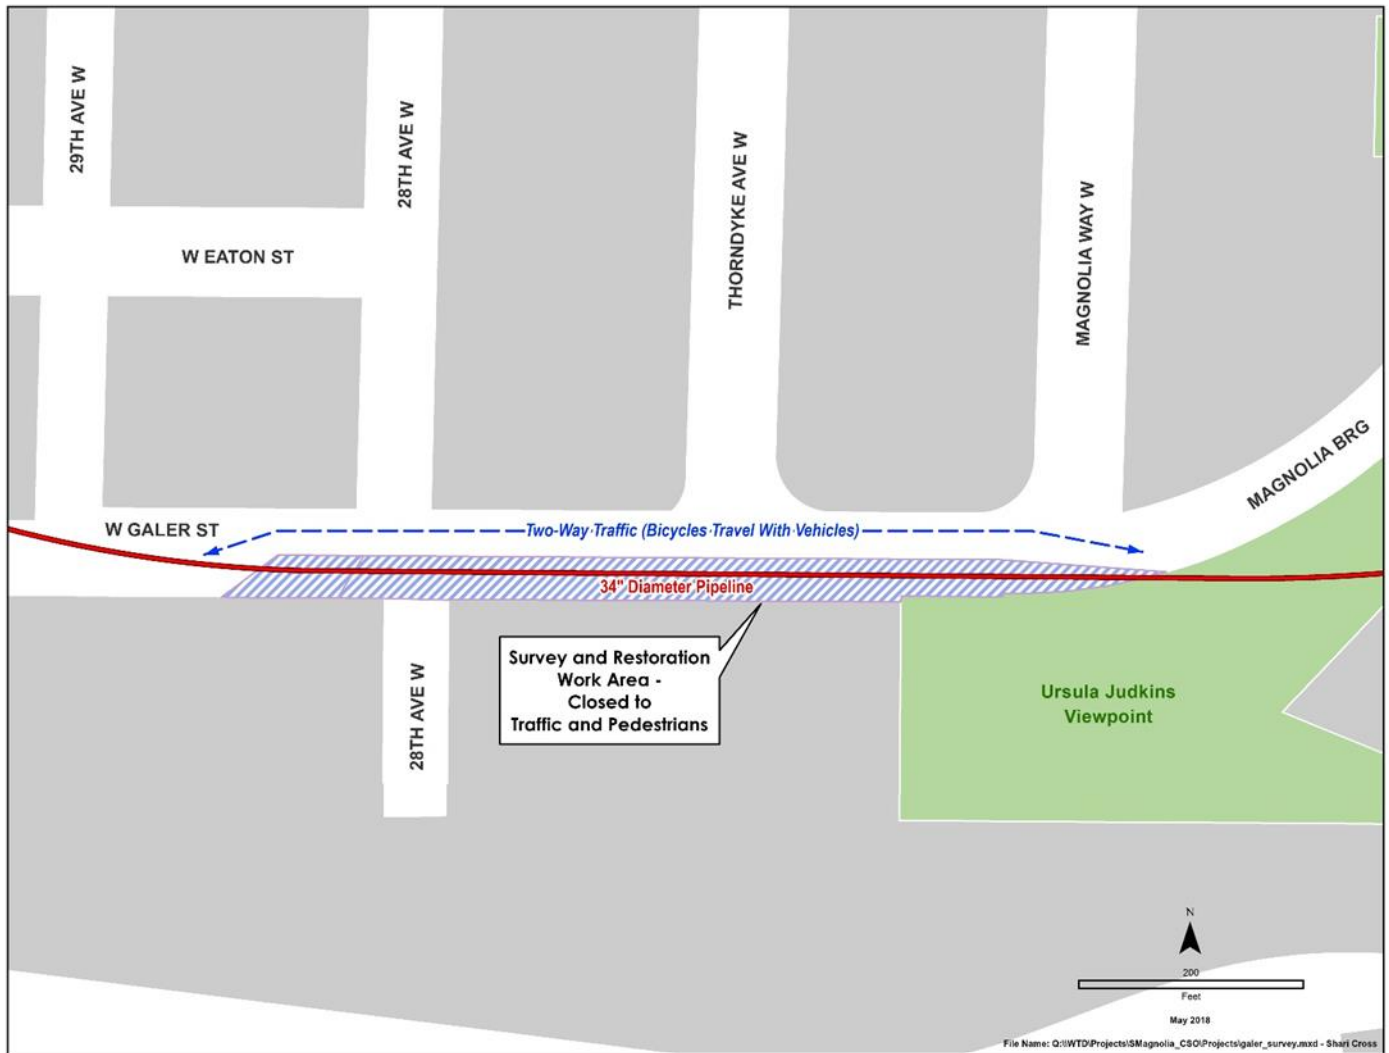 29TH AVE W
28TH AVE W
THORNDYKE AVE W
MAGNOLIA WAY W
W EATON ST
MAGNOLIA BRG
W GALER ST
Two-Way Traffic (Bicycles Travel With Vehicles)
34" Diameter Pipeline
Survey and Restoration
Work Area -
Closed to
Traffic and Pedestrians
28TH AVE W
Ursula Judkins
Viewpoint
N
200
Feet
May 2018
File Name: Q:\\WTD\Projects\SMagnolia_CSO\Projects\galer_survey.mxd - Shari Cross